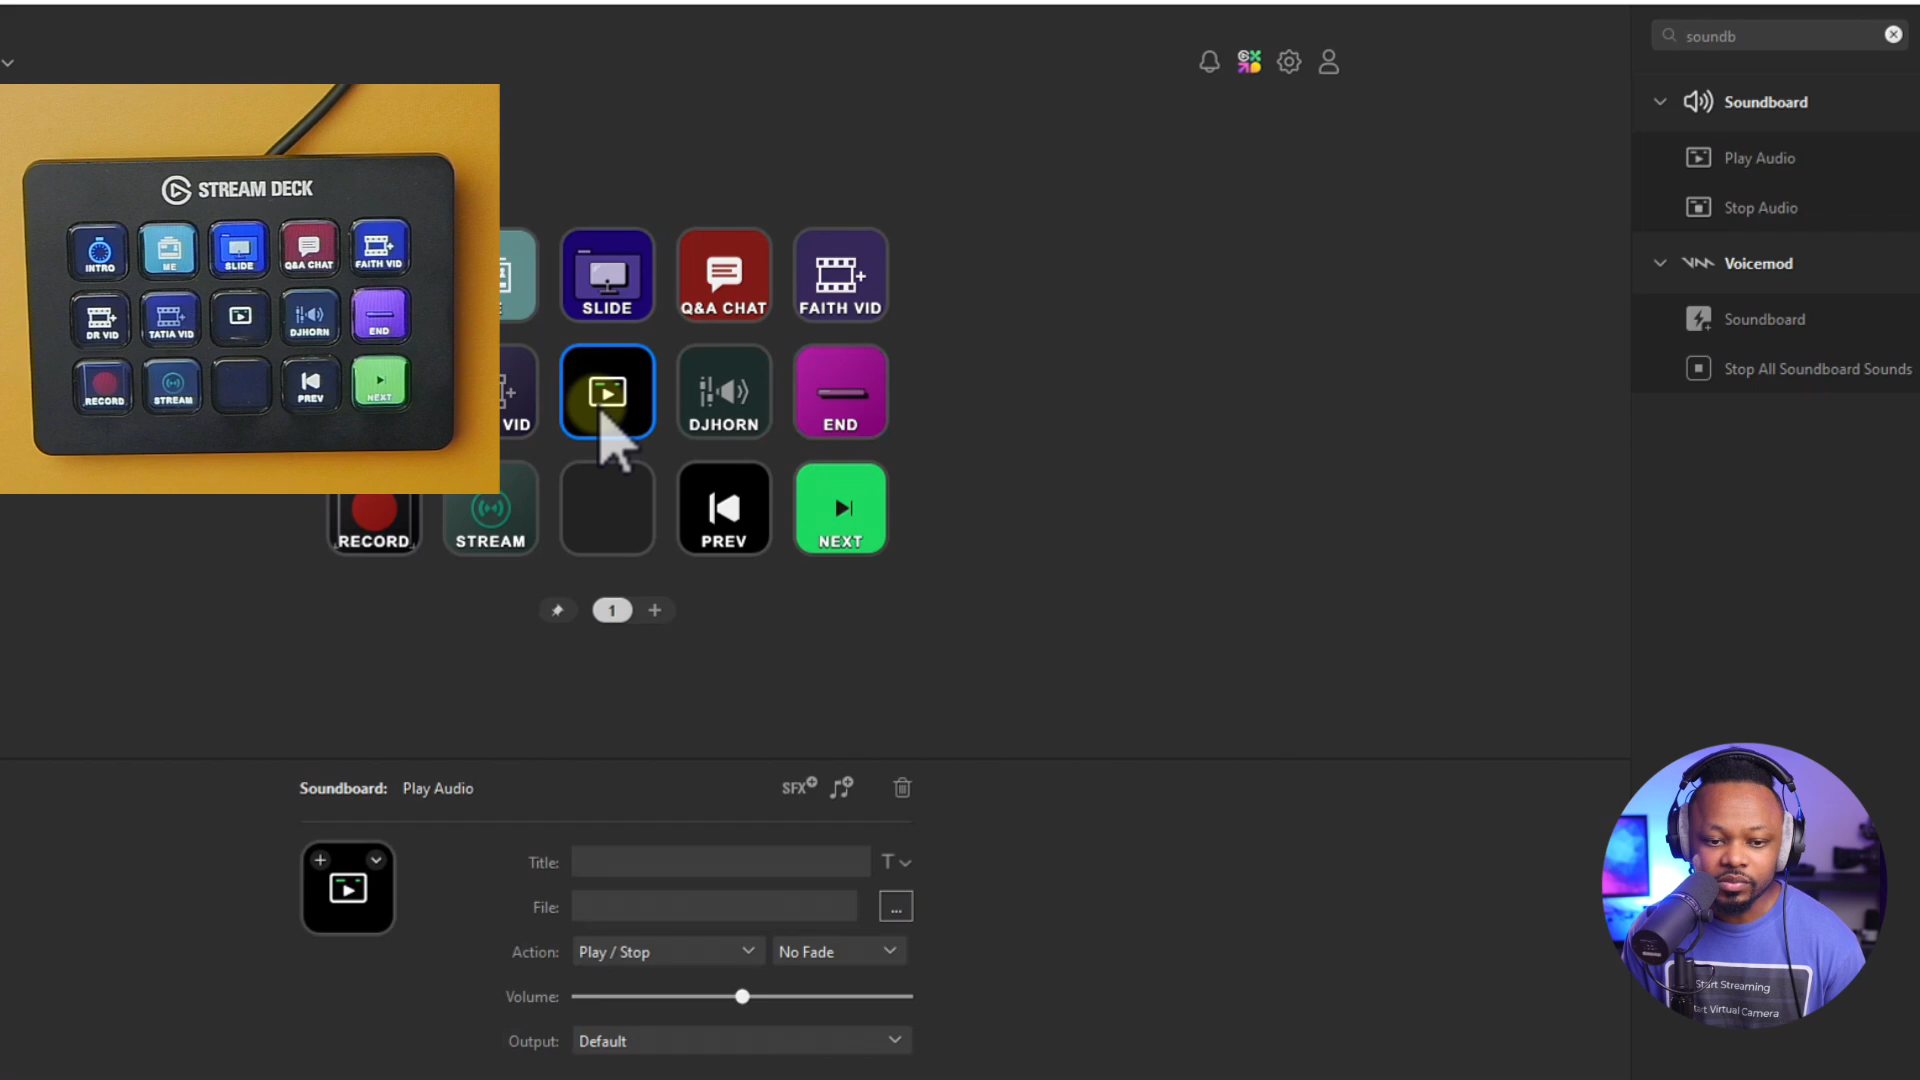 soundb
Soundboard
Play Audio
Stop Audio
Voicemod
Soundboard
Stop All Soundboard Sounds
STREAM DECK
INTRO
ME
SLIDE
Q&A CHAT
FAITH VID
DR VID
TATIA VID
DJHORN
END
RECORD
STREAM
PREV
NEXT
E
SLIDE
Q&A CHAT
FAITH VID
VID
DJHORN
END
RECORD
STREAM
PREV
NEXT
1
Soundboard: Play Audio
SFX
Title:
T
File:
...
Action: Play / Stop No Fade
Volume:
Output: Default
Start Streaming
tart Virtual Camera